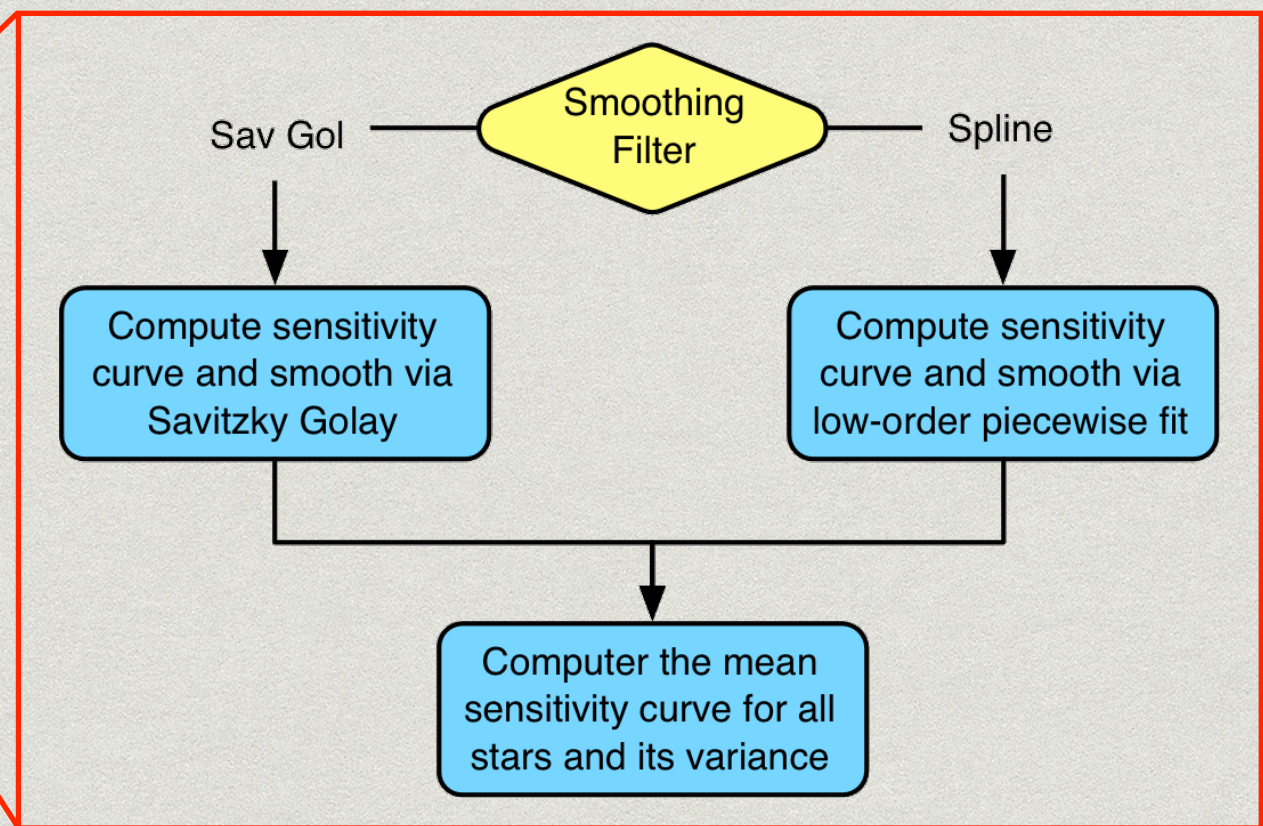 Smoothing
Filter
Sav Gol
Spline
Compute sensitivity
curve and smooth via
Savitzky Golay
Compute sensitivity
curve and smooth via
low-order piecewise fit
Computer the mean
sensitivity curve for all
stars and its variance